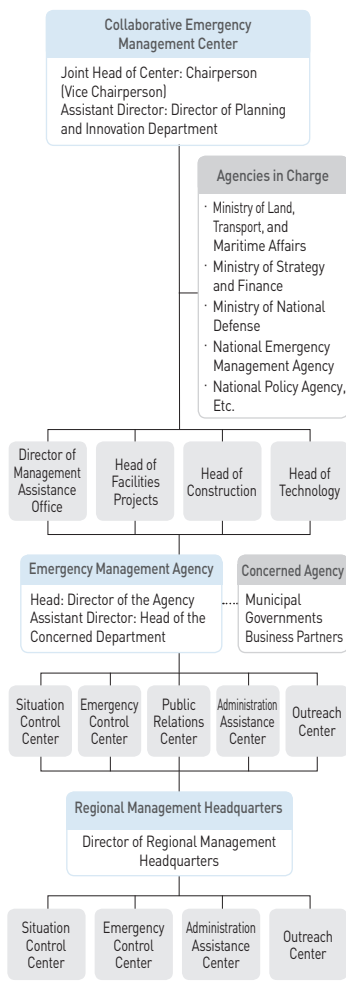 Collaborative Emergency
Management Center
Joint Head of Center: Chairperson
(Vice Chairperson)
Assistant Director: Director of Planning
and Innovation Department
Agencies in Charge
· Ministry of Land,
Transport, and
Maritime Affairs
· Ministry of Strategy
and Finance
· Ministry of National
Defense
· National Emergency
Management Agency
· National Policy Agency,
Etc.
Director of
Management
Assistance
Office
Head of
Facilities
Projects
Head of
Construction
Head of
Technology
Emergency Management Agency
Head: Director of the Agency
Assistant Director: Head of the
Concerned Department
Concerned Agency
Municipal
Governments
Business Partners
Situation
Control
Center
Emergency
Control
Center
Public
Relations
Center
Administration
Assistance
Center
Outreach
Center
Regional Management Headquarters
Director of Regional Management
Headquarters
Situation
Control
Center
Emergency
Control
Center
Administration
Assistance
Center
Outreach
Center